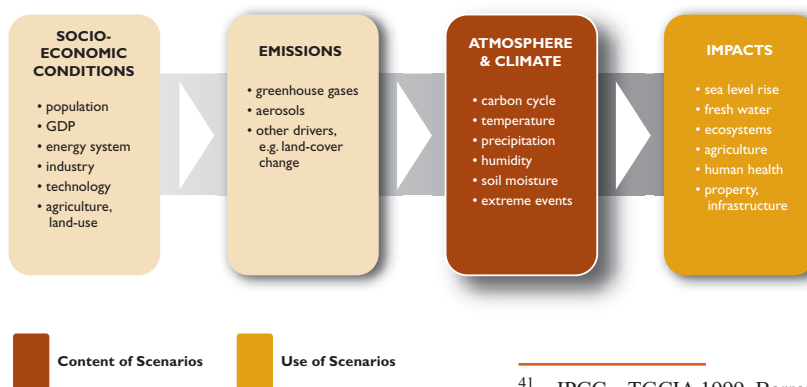 SOCIO-
ECONOMIC
CONDITIONS
• population
• GDP
• energy system
• industry
• technology
• agriculture,
land-use
EMISSIONS
• greenhouse gases
• aerosols
• other drivers,
e.g. land-cover
change
ATMOSPHERE
& CLIMATE
• carbon cycle
• temperature
• precipitation
• humidity
• soil moisture
• extreme events
IMPACTS
• sea level rise
• fresh water
• ecosystems
• agriculture
• human health
• property,
infrastructure
Content of Scenarios
Use of Scenarios
41 IPCC
1999